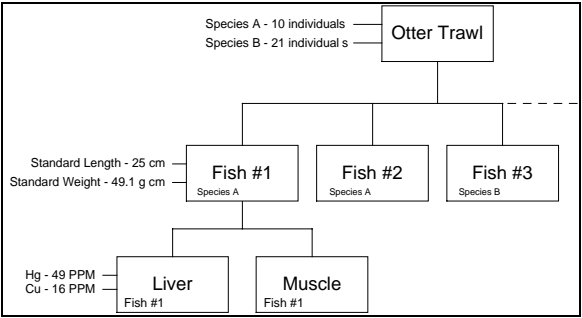 Species A - 10 individuals
Species B - 21 individual s
Otter Trawl
Standard Length - 25 cm
Standard Weight - 49.1 g cm
Fish #1
Species A
Fish #2
Species A
Fish #3
Species B
Hg - 49 PPM
Cu - 16 PPM
Liver
Fish #1
Muscle
Fish #1